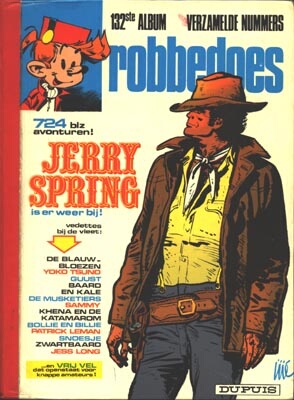 132ste ALBUM VERZAMELDE NUMMERS
robbedoes
724 blz
avonturen!
JERRY
SPRING
is er weer bij!
vedettes
bij de vleet:
DE BLAUW-
BLOEZEN
YOKO TSUNO
GUUST
BAARD
EN KALE
DE MUSKETIERS
SAMMY
KHENA EN DE
KATAMAROM
BOLLIE EN BILLIE
PATRICK LEMAN
SNOESJE
ZWARTBAARD
JESS LONG
...en VRIJ VEL
dat openstaat voor
knappe amateurs!
jijé
DUPUIS